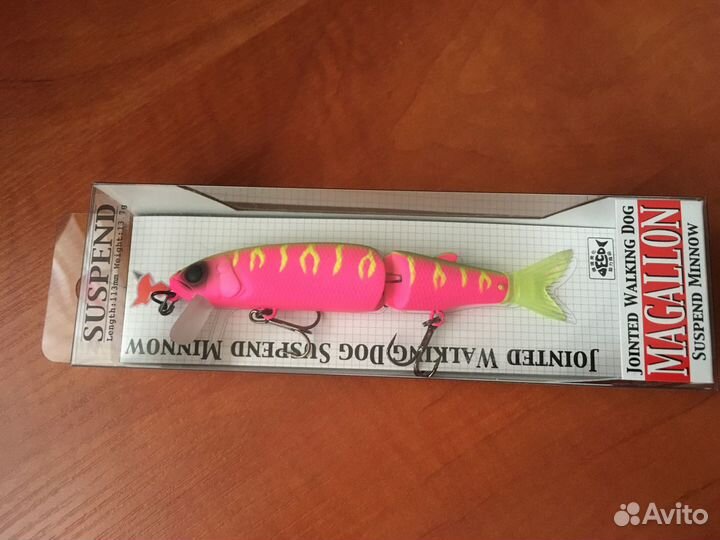 SUSPEND
Length:113mm Weight:13.7g
JOINTED WALKING DOG SUSPEND MINNOW
JOINTED WALKING DOG
MAGALLON
SUSPEND MINNOW
Avito